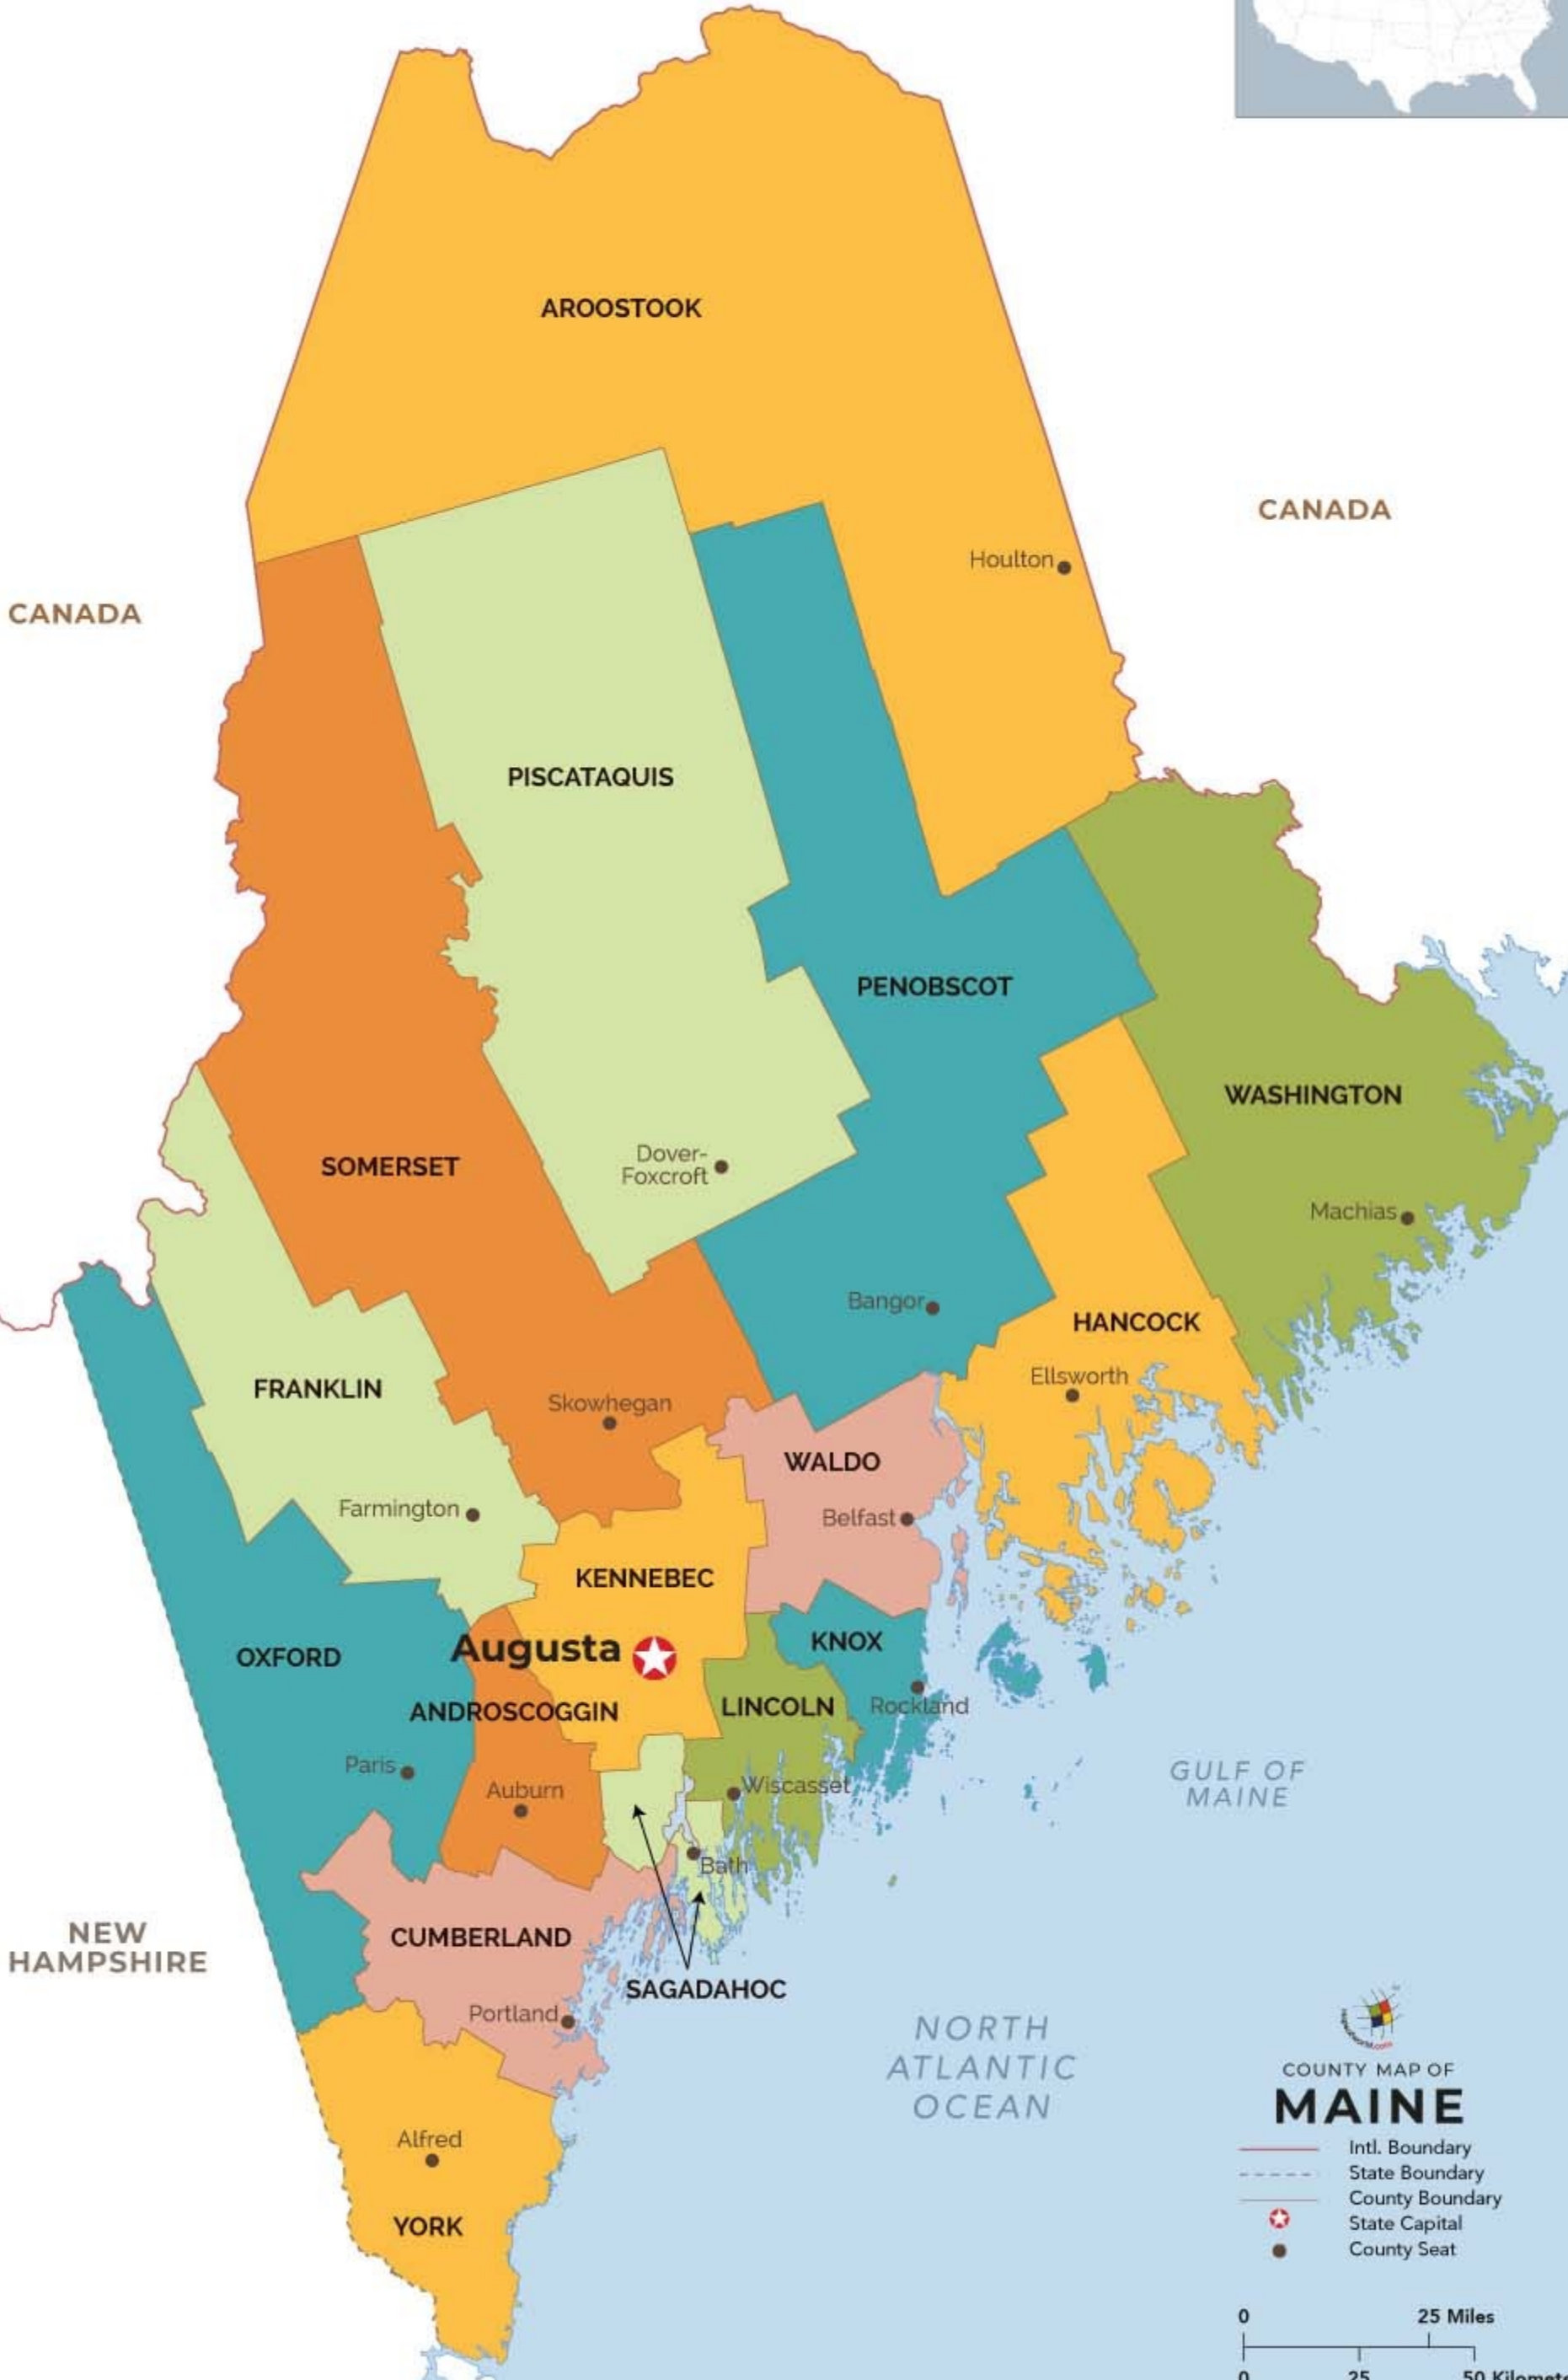 AROOSTOOK
CANADA
Houlton
CANADA
PISCATAQUIS
PENOBSCOT
WASHINGTON
SOMERSET
Dover-
Foxcroft
Machias
Bangor
HANCOCK
Ellsworth
FRANKLIN
Skowhegan
WALDO
Farmington
Belfast
KENNEBEC
KNOX
Augusta
OXFORD
LINCOLN
Rockland
ANDROSCOGGIN
Paris
Auburn
Wiscasset
GULF OF
MAINE
Bath
NEW
HAMPSHIRE
CUMBERLAND
SAGADAHOC
Portland
NORTH
ATLANTIC
OCEAN
Alfred
YORK
COUNTY MAP OF
MAINE
Intl. Boundary
State Boundary
County Boundary
State Capital
County Seat
0 25 Miles
0 25 50